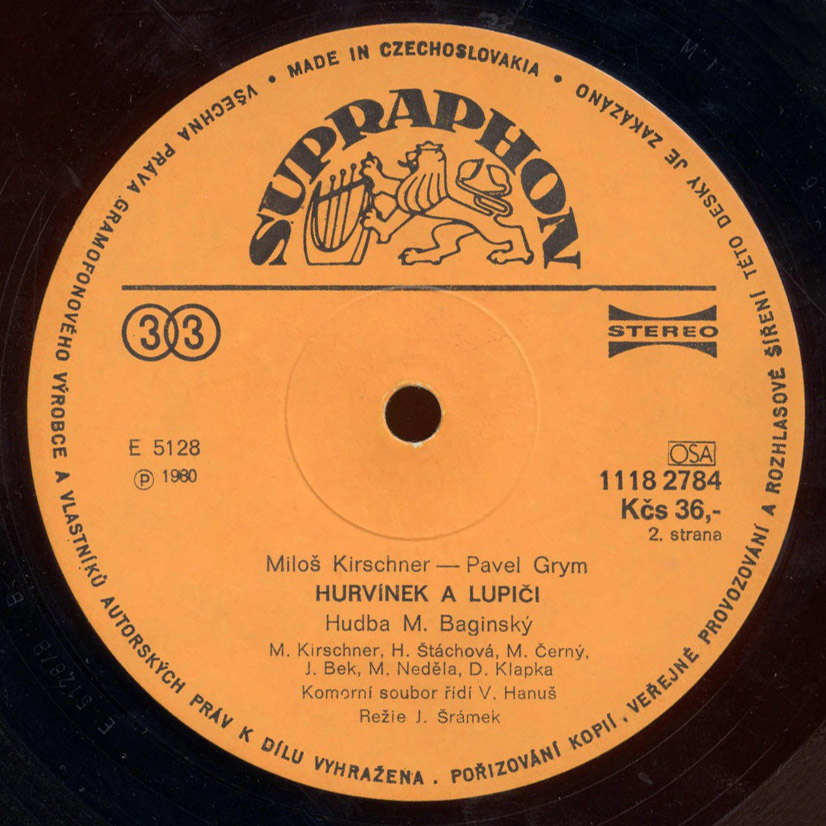 VŠECHNA PRÁVA GRAMOFONOVÉHO VÝROBCE A VLASTNÍKŮ AUTORSKÝCH PRÁV K DÍLU VYHRAŽENA . POŘIZOVÁNÍ KOPIÍ, VEŘEJNÉ PROVOZOVÁNÍ A ROZHLASOVÉ ŠÍŘENÍ TÉTO DESKY JE ZAKÁZÁNO • MADE IN CZECHOSLOVAKIA •
SUPRAPHON
33
STEREO
E 5128
Ⓟ 1980
OSA
1118 2784
Kčs 36,-
2. strana
Miloš Kirschner — Pavel Grym
HURVÍNEK A LUPIČI
Hudba M. Baginský
M. Kirschner, H. Štáchová, M. Černý,
J. Bek, M. Neděla, D. Klapka
Komorní soubor řídí V. Hanuš
Režie J. Šrámek